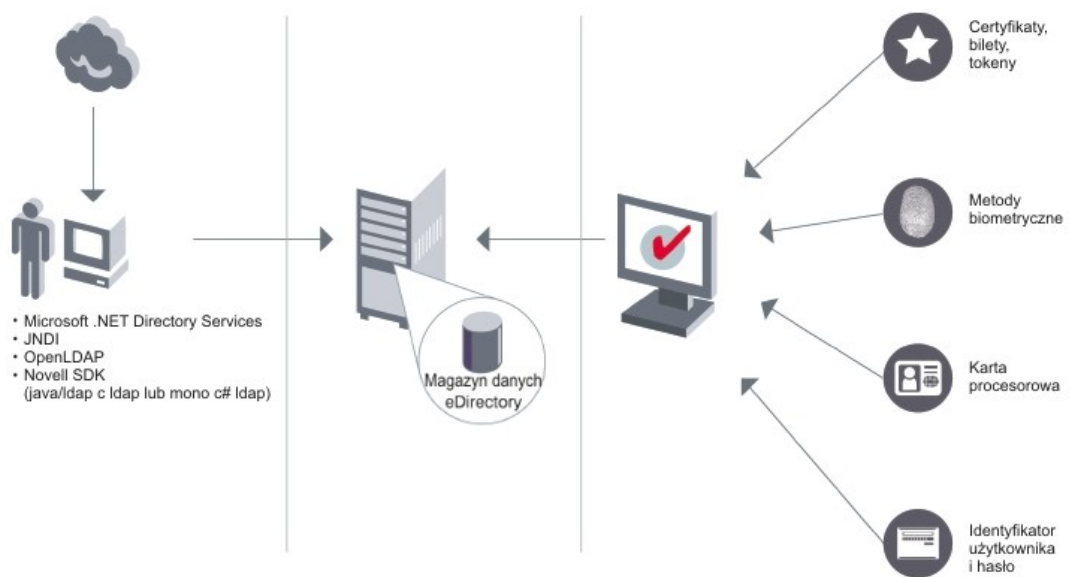 • Microsoft .NET Directory Services
• JNDI
• OpenLDAP
• Novell SDK
(java/ldap c ldap lub mono c# ldap)
Magazyn danych
eDirectory
Certyfikaty,
bilety,
tokeny
Metody
biometryczne
Karta
procesorowa
Identyfikator
użytkownika
i hasło